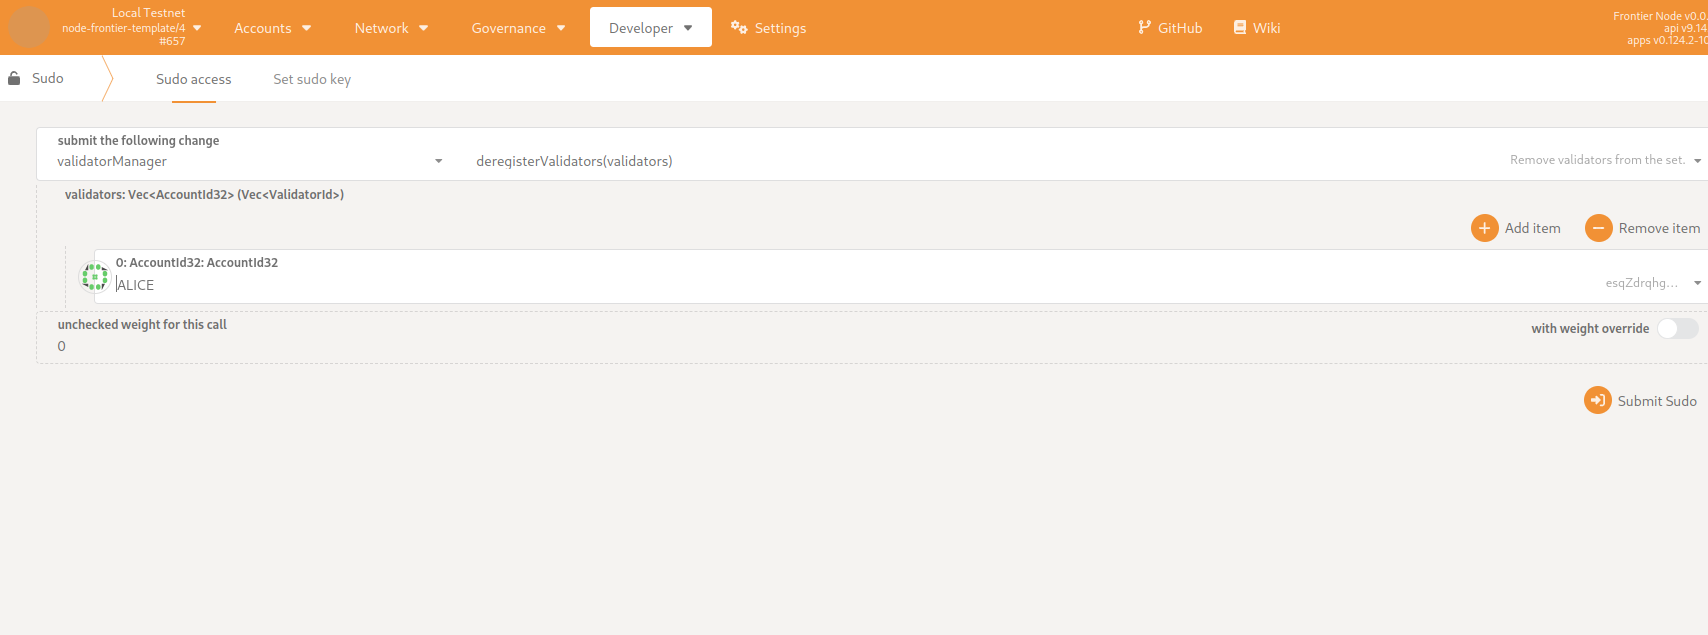 Local Testnet
node-frontier-template/4
#657
Accounts
Network
Governance
Developer
Settings
GitHub
Wiki
Frontier Node v0.0.
api v9.14
apps v0.124.2-10
Sudo
Sudo access
Set sudo key
submit the following change
validatorManager
deregisterValidators(validators)
Remove validators from the set.
validators: Vec<AccountId32> (Vec<ValidatorId>)
Add item
Remove item
0: AccountId32: AccountId32
ALICE
esqZdrqhg...
unchecked weight for this call
0
with weight override
Submit Sudo